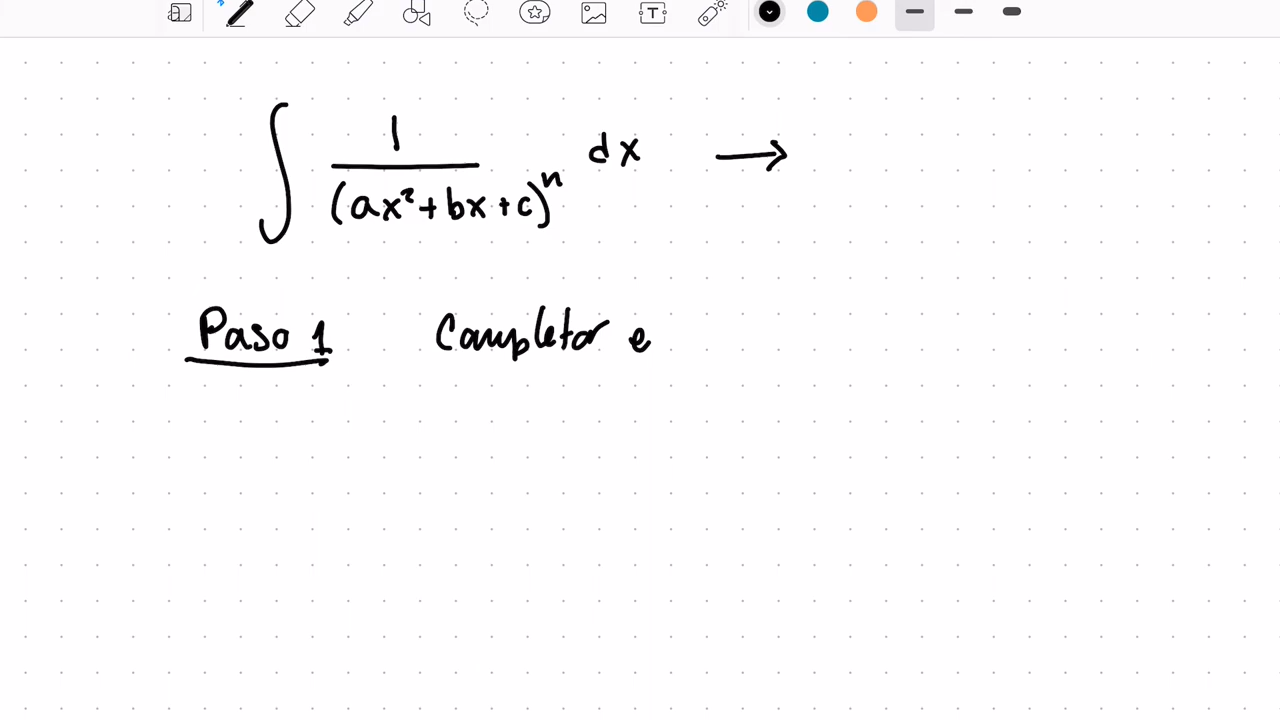 ∫ 1/(ax²+bx+c)ⁿ dx →
Paso 1 Completar e